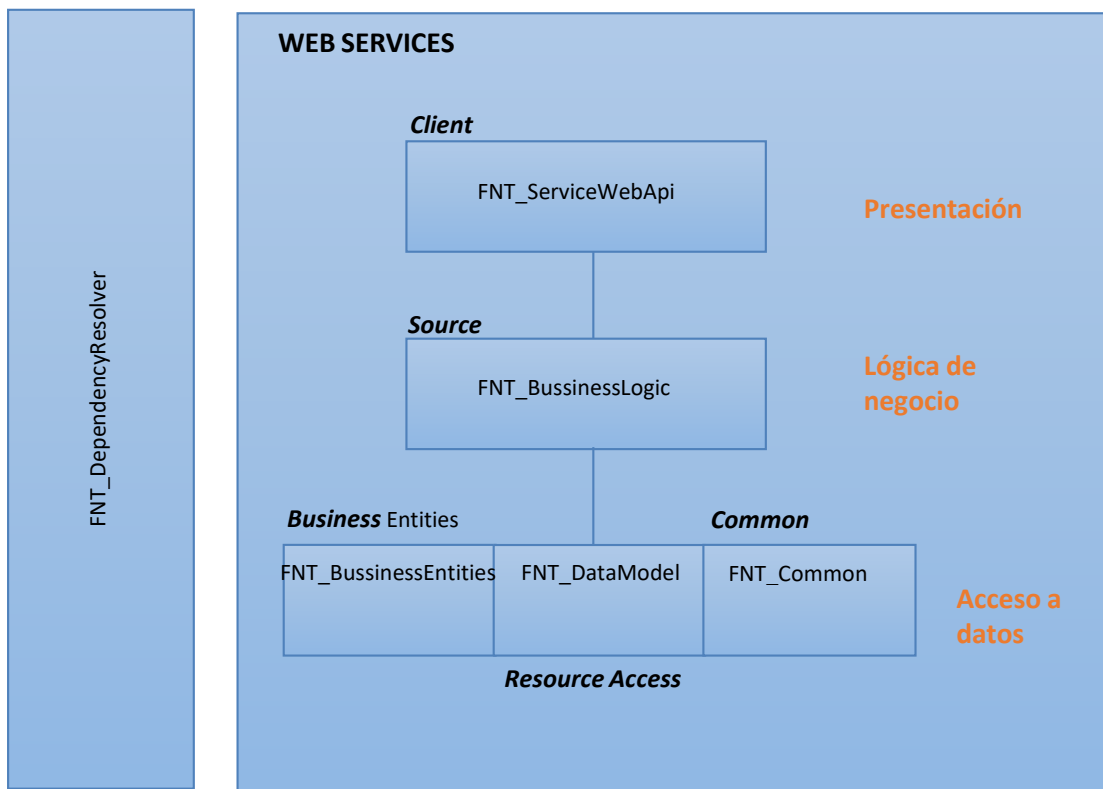 FNT_DependencyResolver
WEB SERVICES
Client
FNT_ServiceWebApi
Presentación
Source
FNT_BussinessLogic
Lógica de
negocio
Business Entities
Common
FNT_BussinessEntities
FNT_DataModel
FNT_Common
Acceso a
datos
Resource Access